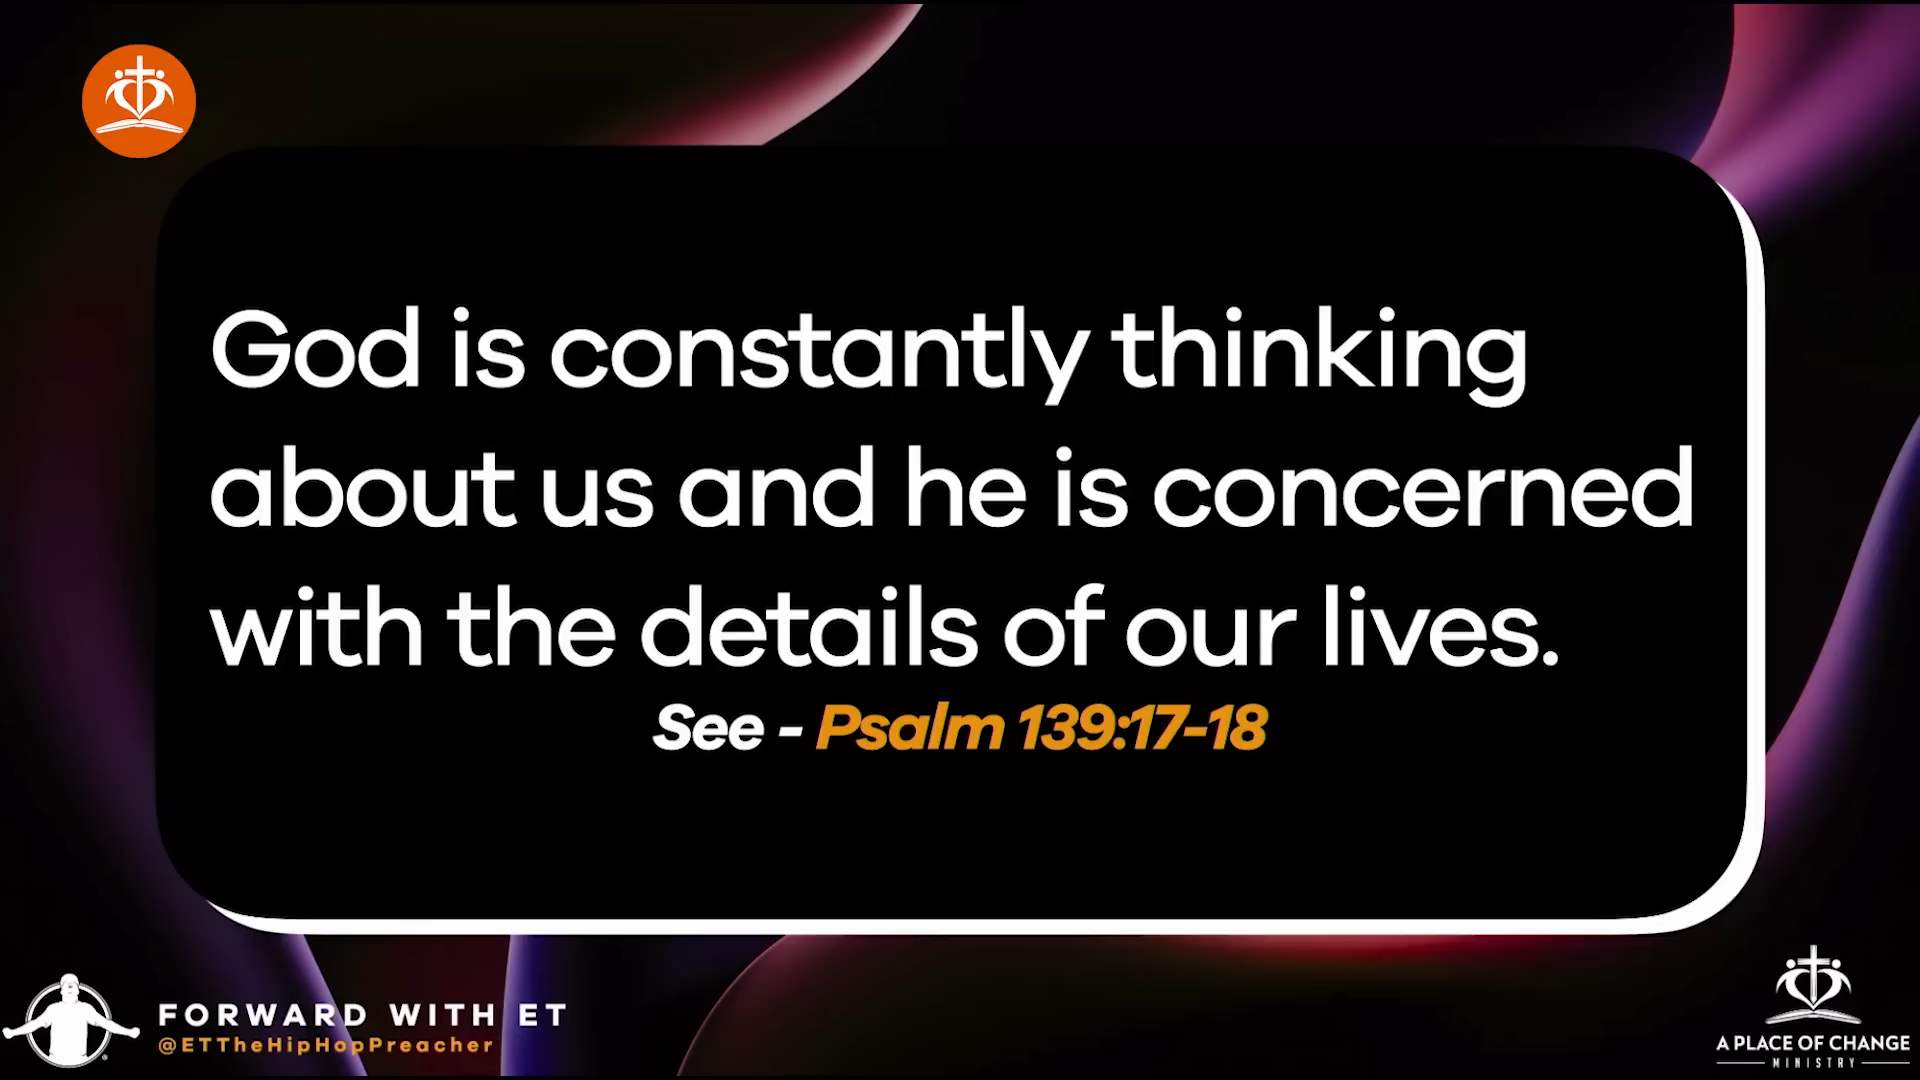 God is constantly thinking
about us and he is concerned
with the details of our lives.
See - Psalm 139:17-18
FORWARD WITH ET
@ETTheHipHopPreacher
A PLACE OF CHANGE
MINISTRY